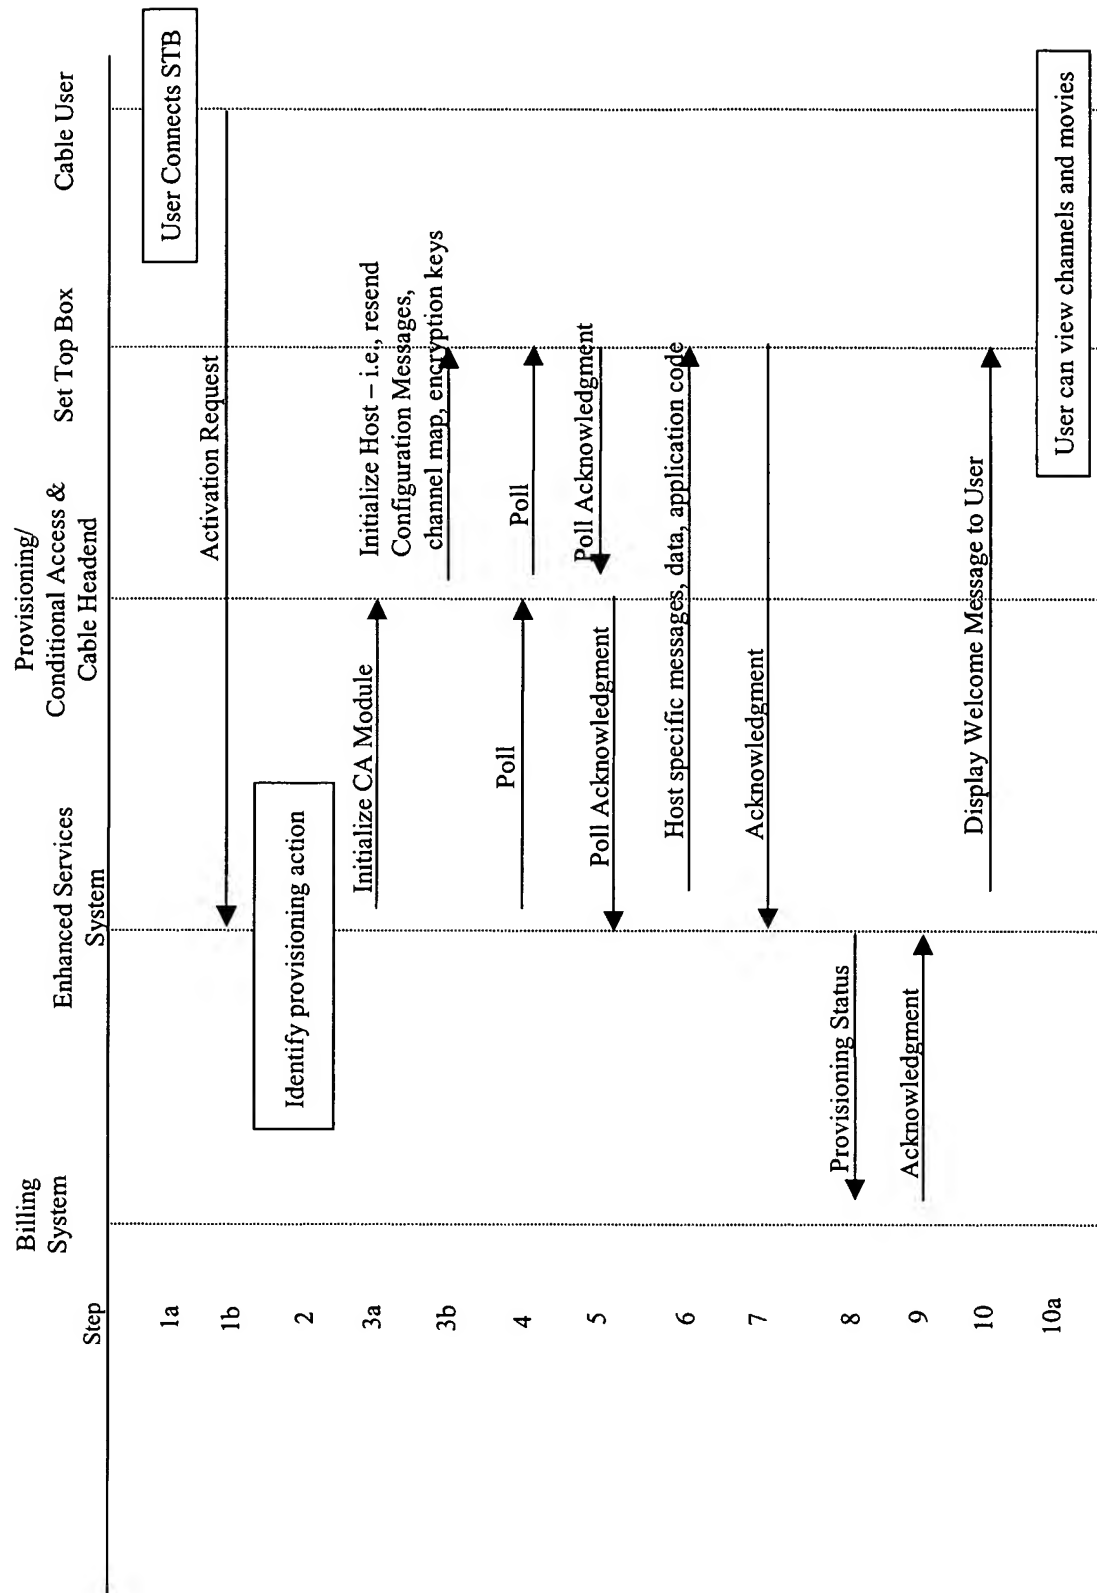 Step
Billing
System
Enhanced Services
System
Provisioning/
Conditional Access &
Cable Headend
Set Top Box
Cable User
1a
User Connects STB
1b
Activation Request
2
Identify provisioning action
3a
Initialize CA Module
Initialize Host – i.e., resend
Configuration Messages,
channel map, encryption keys
3b
4
Poll
Poll
5
Poll Acknowledgment
Poll Acknowledgment
6
Host specific messages, data, application code
7
Acknowledgment
8
Provisioning Status
9
Acknowledgment
10
Display Welcome Message to User
10a
User can view channels and movies